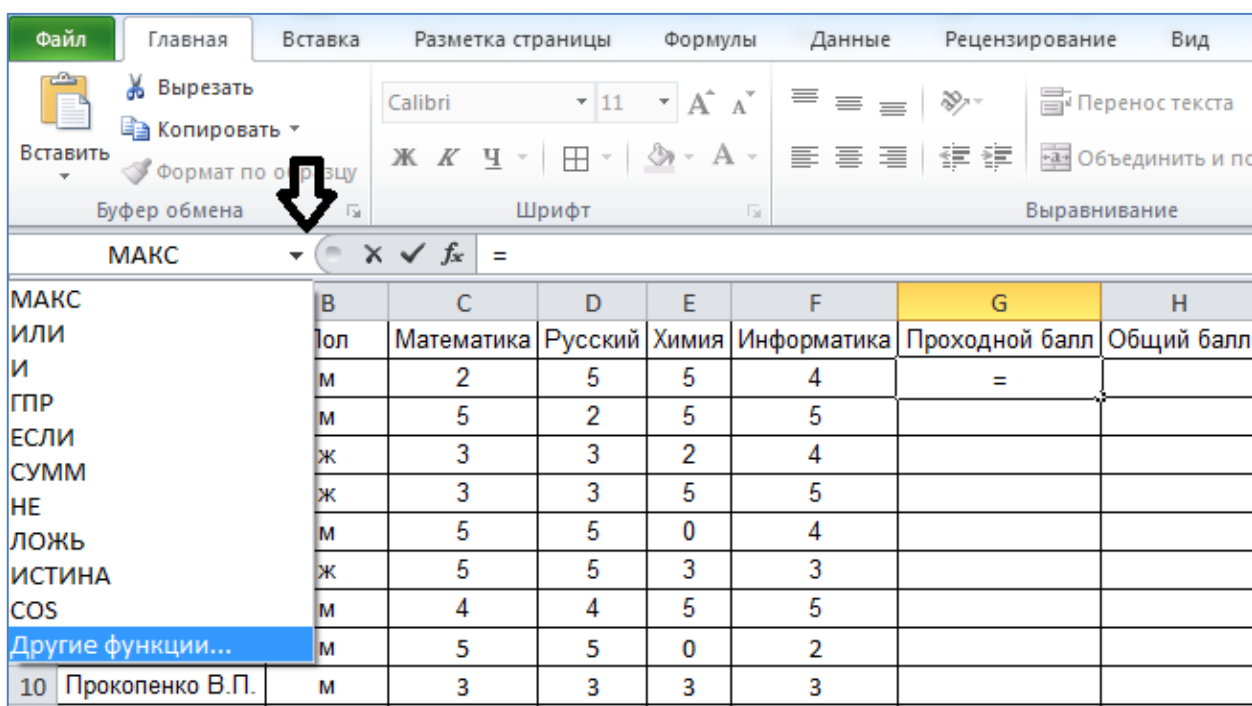 Файл Главная Вставка Разметка страницы Формулы Данные Рецензирование Вид
Вырезать
Calibri 11 А А Перенос текста
Копировать
Вставить
Ж К Ч А Объединить и по
Формат по образцу
Буфер обмена Шрифт Выравнивание
МАКС fx =
МАКС B C D E F G H
ИЛИ Пол Математика Русский Химия Информатика Проходной балл Общий балл
И м 2 5 5 4 =
ГПР м 5 2 5 5
ЕСЛИ ж 3 3 2 4
СУММ
НЕ ж 3 3 5 5
ЛОЖЬ м 5 5 0 4
ИСТИНА ж 5 5 3 3
COS м 4 4 5 5
Другие функции... м 5 5 0 2
10 Прокопенко В.П. м 3 3 3 3